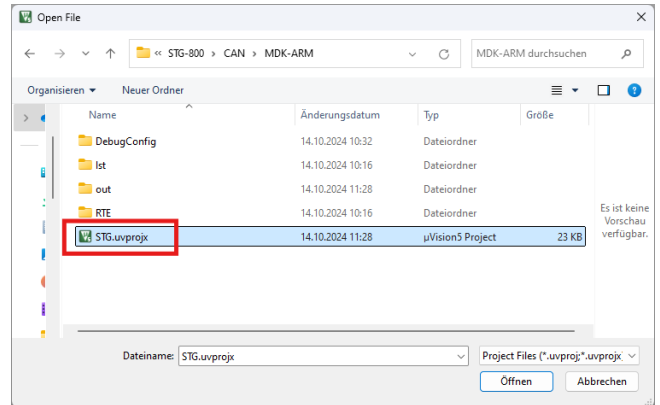 Open File
« STG-800 › CAN › MDK-ARM
MDK-ARM durchsuchen
Organisieren Neuer Ordner
Name Änderungsdatum Typ Größe
DebugConfig 14.10.2024 10:32 Dateiordner
lst 14.10.2024 10:16 Dateiordner
out 14.10.2024 11:28 Dateiordner
RTE 14.10.2024 10:16 Dateiordner
STG.uvprojx 14.10.2024 11:28 µVision5 Project 23 KB
Es ist keine
Vorschau
verfügbar.
Dateiname: STG.uvprojx Project Files (*.uvproj;*.uvprojx)
Öffnen Abbrechen